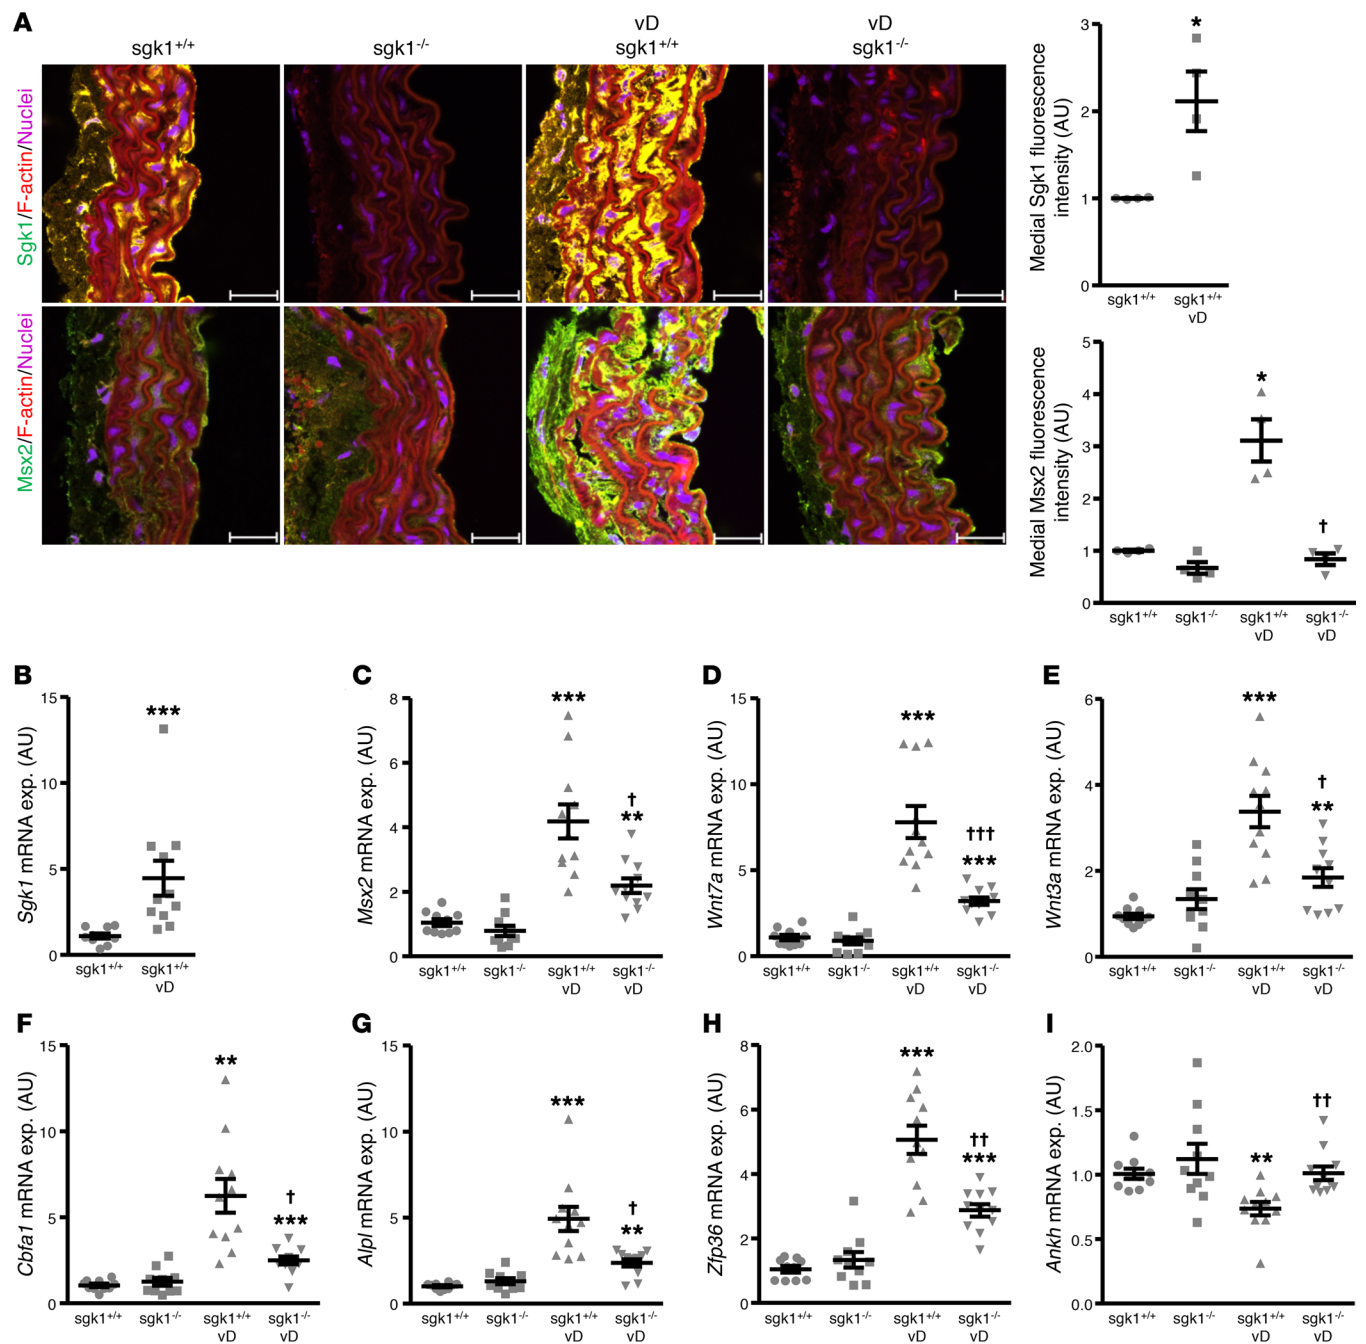 A
sgk1+/+
sgk1-/-
vD
sgk1+/+
vD
sgk1-/-
Sgk1/F-actin/Nuclei
Msx2/F-actin/Nuclei
Medial Sgk1 fluorescence
intensity (AU)
3
2
1
0
*
sgk1+/+
sgk1+/+
vD
Medial Msx2 fluorescence
intensity (AU)
5
4
3
2
1
0
*
†
sgk1+/+
sgk1-/-
sgk1+/+
vD
sgk1-/-
vD
B
Sgk1 mRNA exp. (AU)
15
10
5
0
***
sgk1+/+
sgk1+/+
vD
C
Msx2 mRNA exp. (AU)
8
6
4
2
0
***
†
**
sgk1+/+
sgk1-/-
sgk1+/+
vD
sgk1-/-
vD
D
Wnt7a mRNA exp. (AU)
15
10
5
0
***
†††
***
sgk1+/+
sgk1-/-
sgk1+/+
vD
sgk1-/-
vD
E
Wnt3a mRNA exp. (AU)
6
4
2
0
***
†
**
sgk1+/+
sgk1-/-
sgk1+/+
vD
sgk1-/-
vD
F
Cbfa1 mRNA exp. (AU)
15
10
5
0
**
†
***
sgk1+/+
sgk1-/-
sgk1+/+
vD
sgk1-/-
vD
G
Alpl mRNA exp. (AU)
15
10
5
0
***
†
**
sgk1+/+
sgk1-/-
sgk1+/+
vD
sgk1-/-
vD
H
Zfp36 mRNA exp. (AU)
8
6
4
2
0
***
††
***
sgk1+/+
sgk1-/-
sgk1+/+
vD
sgk1-/-
vD
I
Ankh mRNA exp. (AU)
2.0
1.5
1.0
0.5
0.0
**
††
sgk1+/+
sgk1-/-
sgk1+/+
vD
sgk1-/-
vD